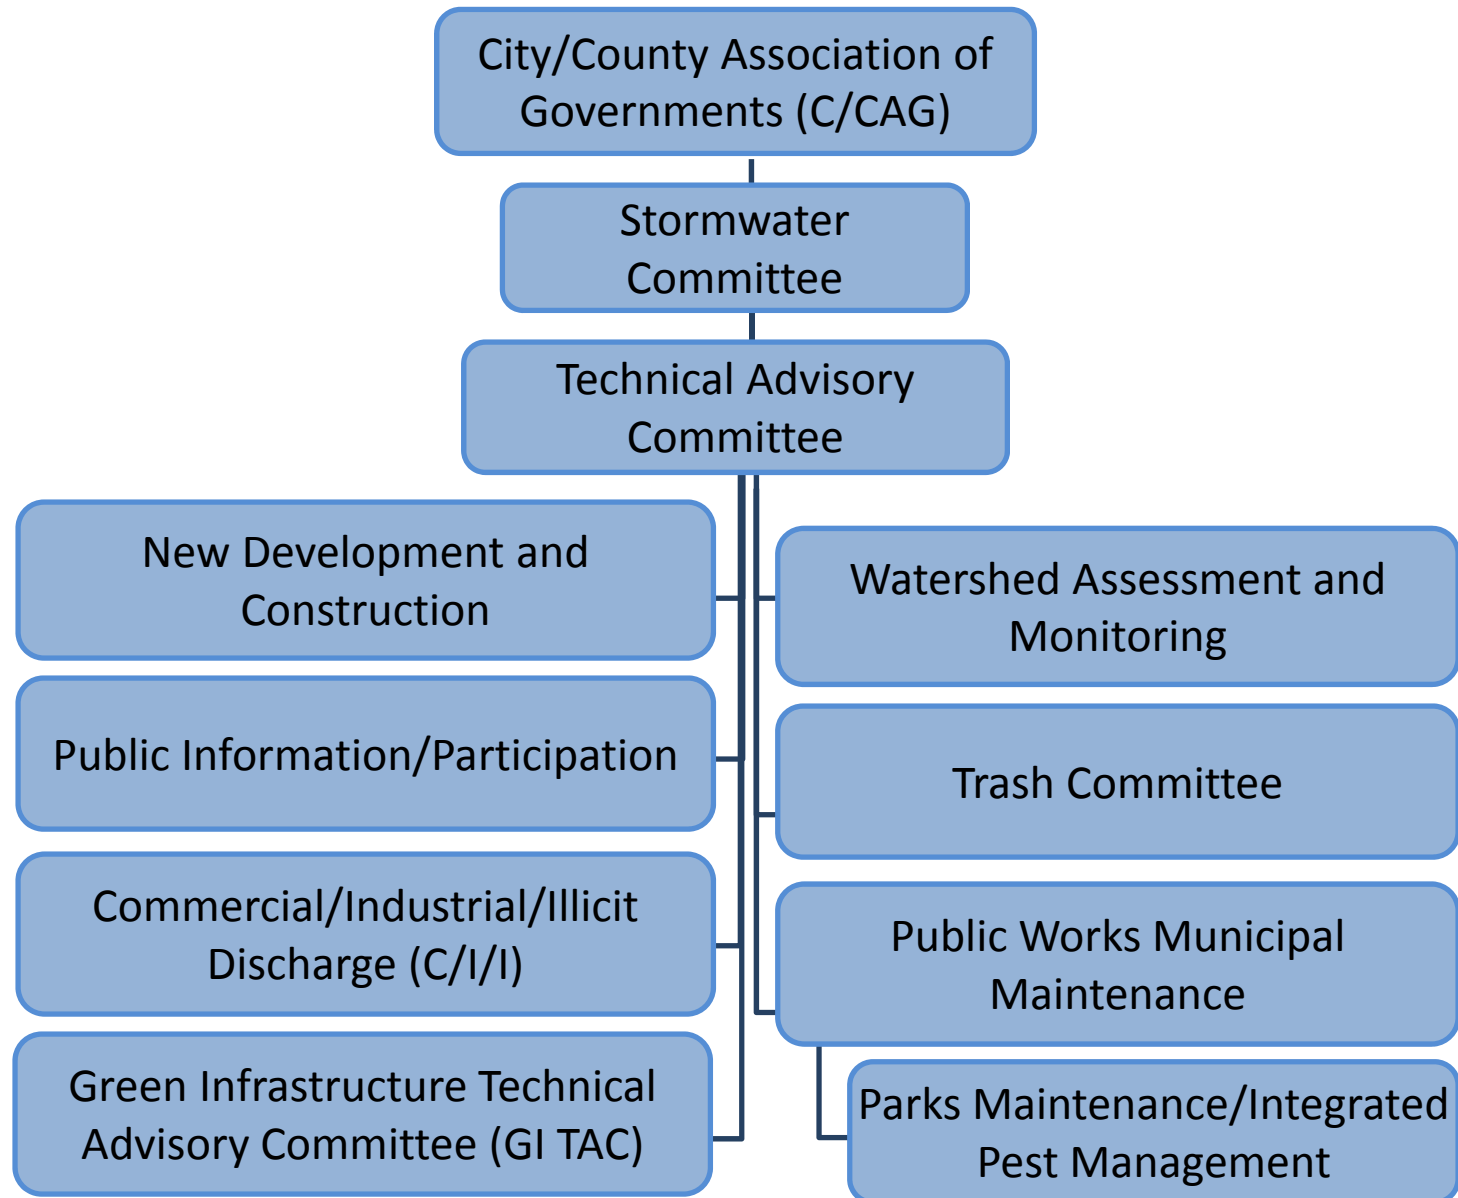 City/County Association of
Governments (C/CAG)
Stormwater
Committee
Technical Advisory
Committee
New Development and
Construction
Public Information/Participation
Commercial/Industrial/Illicit
Discharge (C/I/I)
Green Infrastructure Technical
Advisory Committee (GI TAC)
Watershed Assessment and
Monitoring
Trash Committee
Public Works Municipal
Maintenance
Parks Maintenance/Integrated
Pest Management